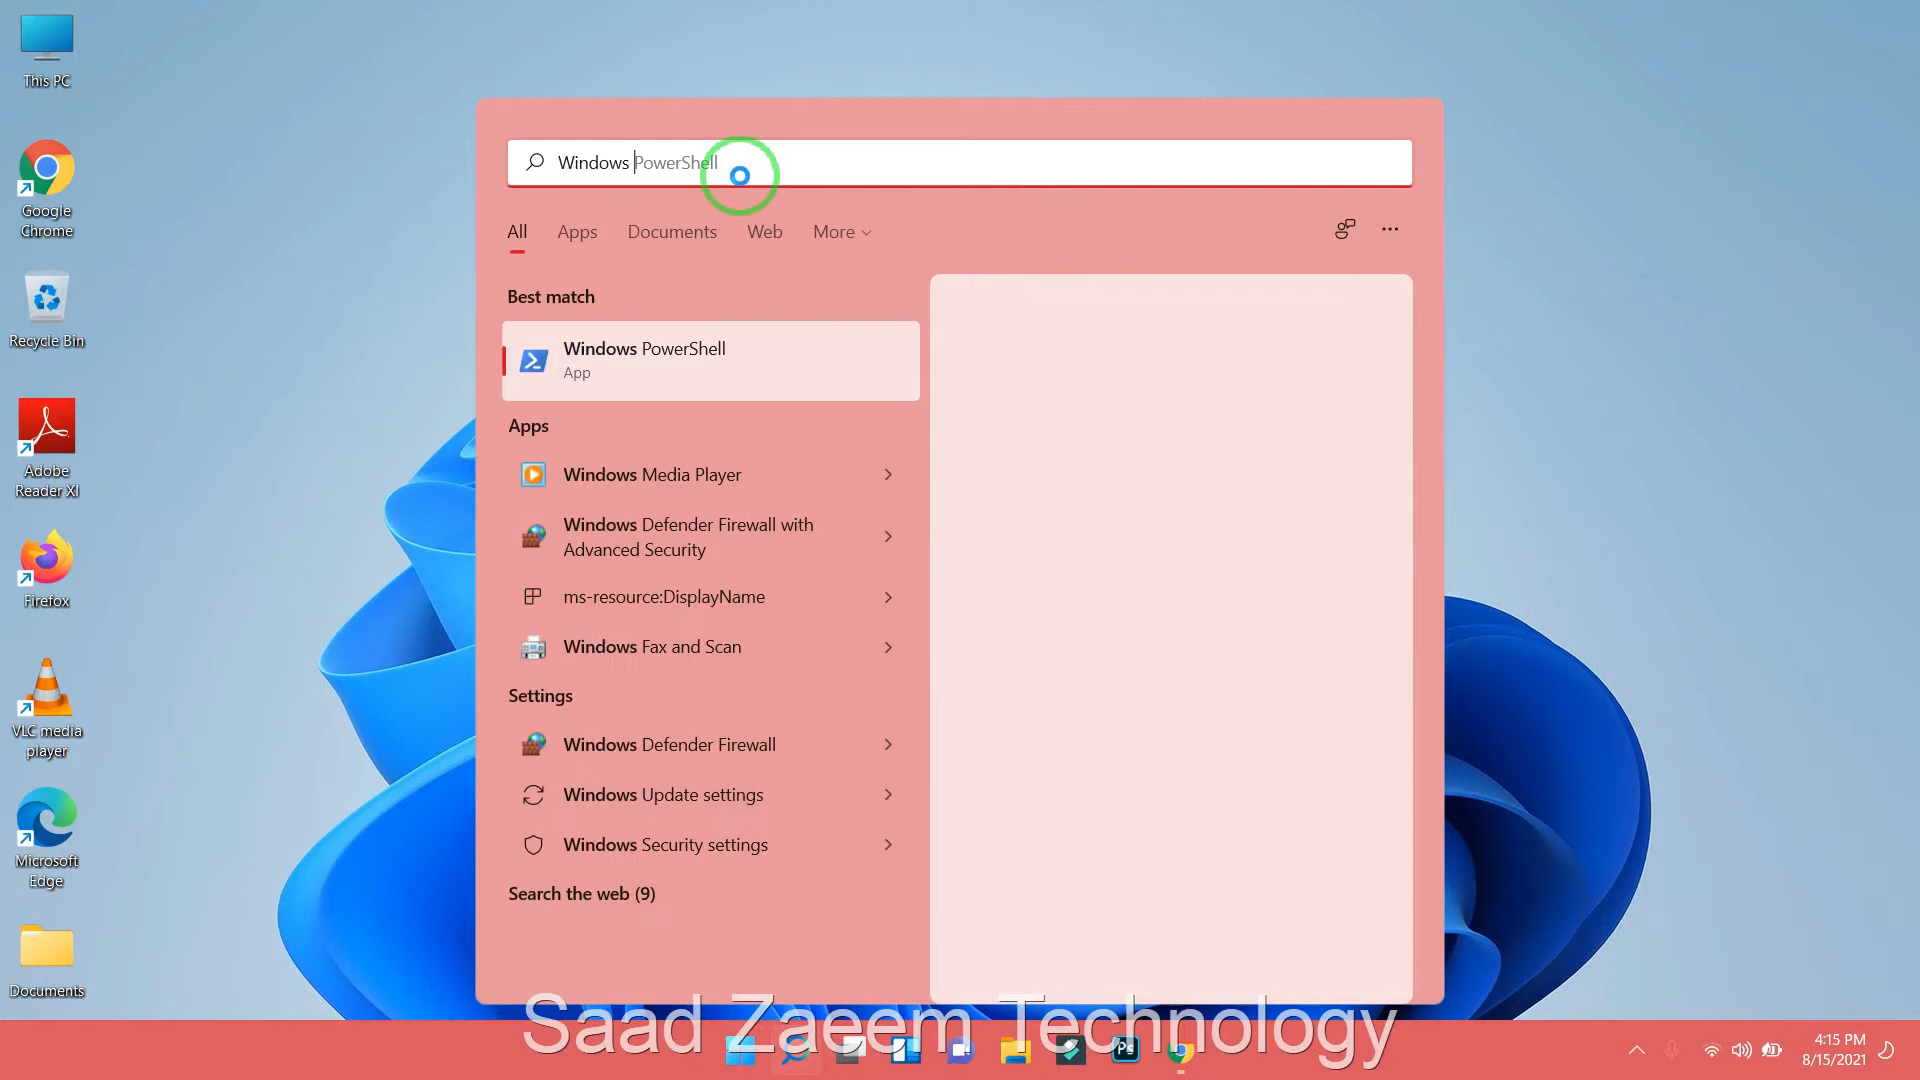 This PC
Google
Chrome
Recycle Bin
Adobe
Reader XI
Firefox
VLC media
player
Microsoft
Edge
Documents
Windows PowerShell
All Apps Documents Web More
Best match
Windows PowerShell
App
Apps
Windows Media Player
Windows Defender Firewall with
Advanced Security
ms-resource:DisplayName
Windows Fax and Scan
Settings
Windows Defender Firewall
Windows Update settings
Windows Security settings
Search the web (9)
Saad Zaeem Technology
Ps
4:15 PM
8/15/2021